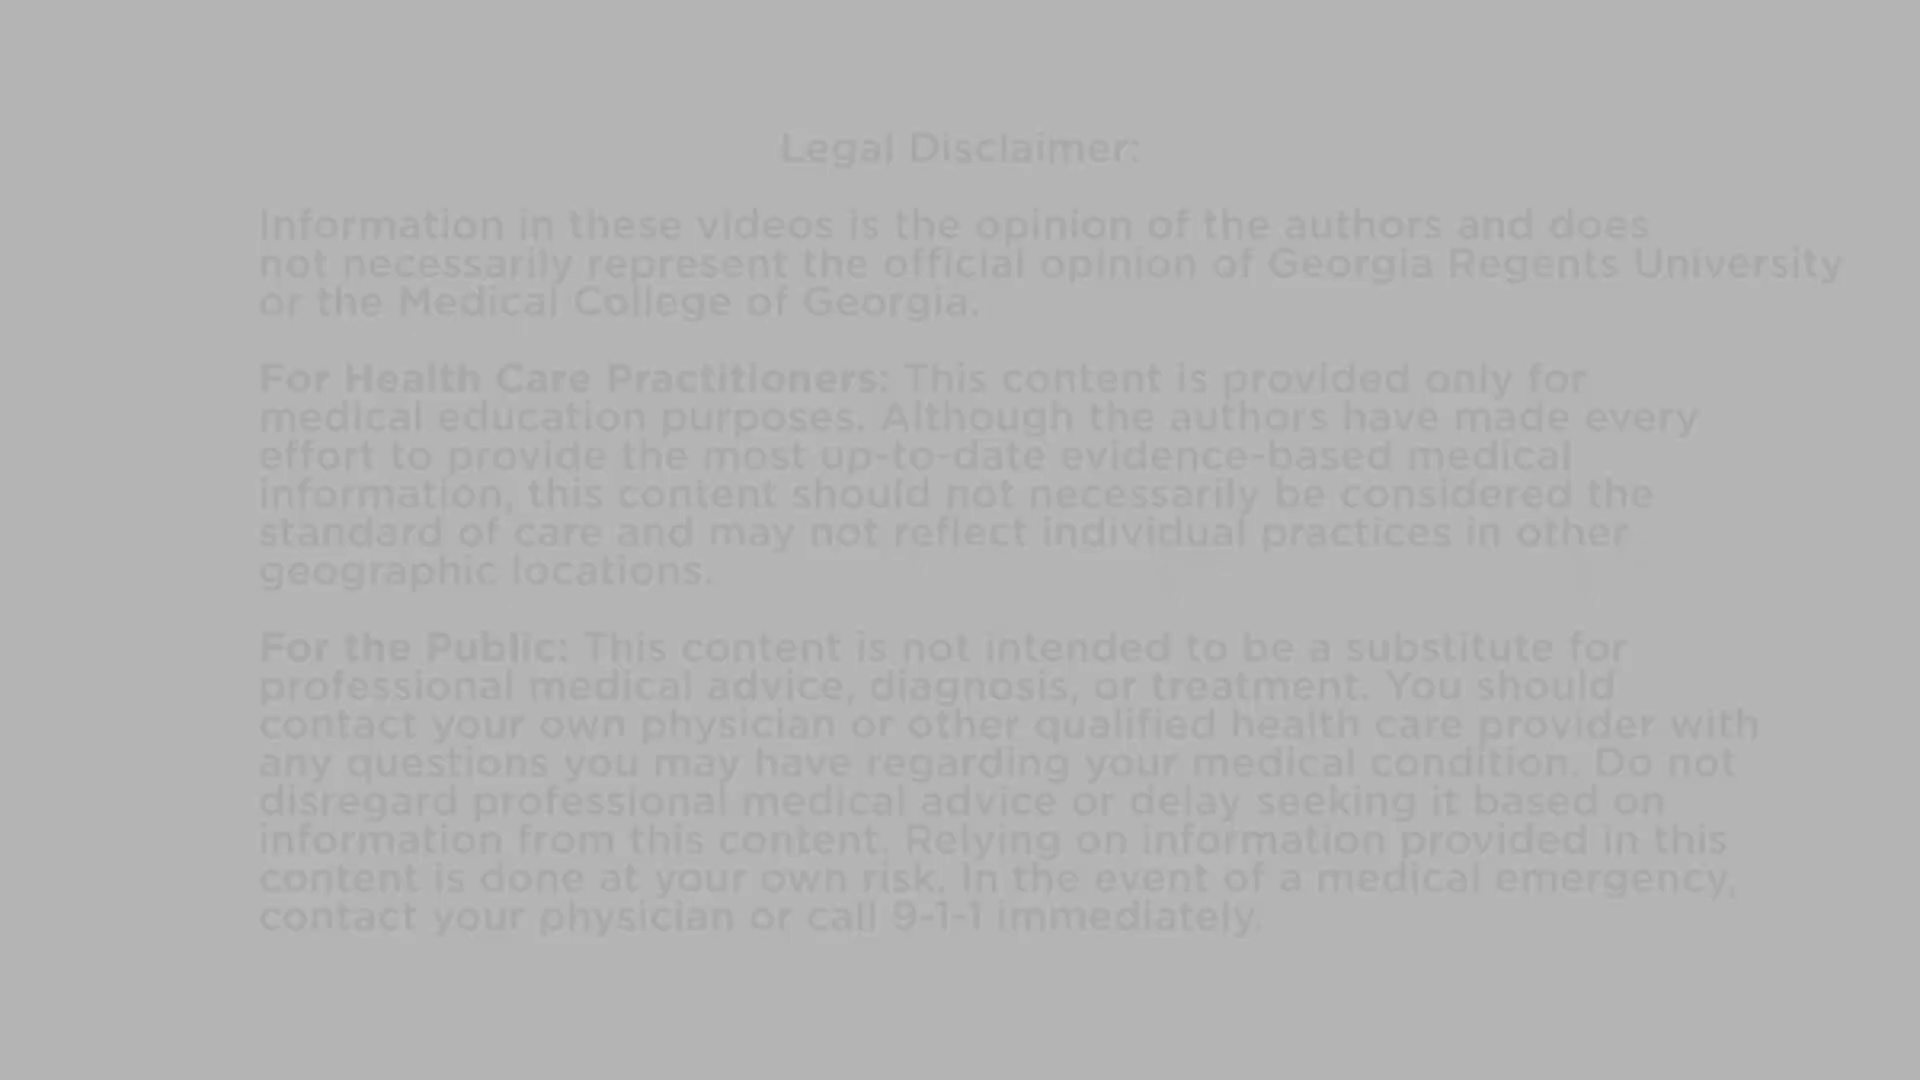 Legal Disclaimer:
Information in these videos is the opinion of the authors and does
not necessarily represent the official opinion of Georgia Regents University
or the Medical College of Georgia.
For Health Care Practitioners: This content is provided only for
medical education purposes. Although the authors have made every
effort to provide the most up-to-date evidence-based medical
information, this content should not necessarily be considered the
standard of care and may not reflect individual practices in other
geographic locations.
For the Public: This content is not intended to be a substitute for
professional medical advice, diagnosis, or treatment. You should
contact your own physician or other qualified health care provider with
any questions you may have regarding your medical condition. Do not
disregard professional medical advice or delay seeking it based on
information from this content. Relying on information provided in this
content is done at your own risk. In the event of a medical emergency,
contact your physician or call 9-1-1 immediately.